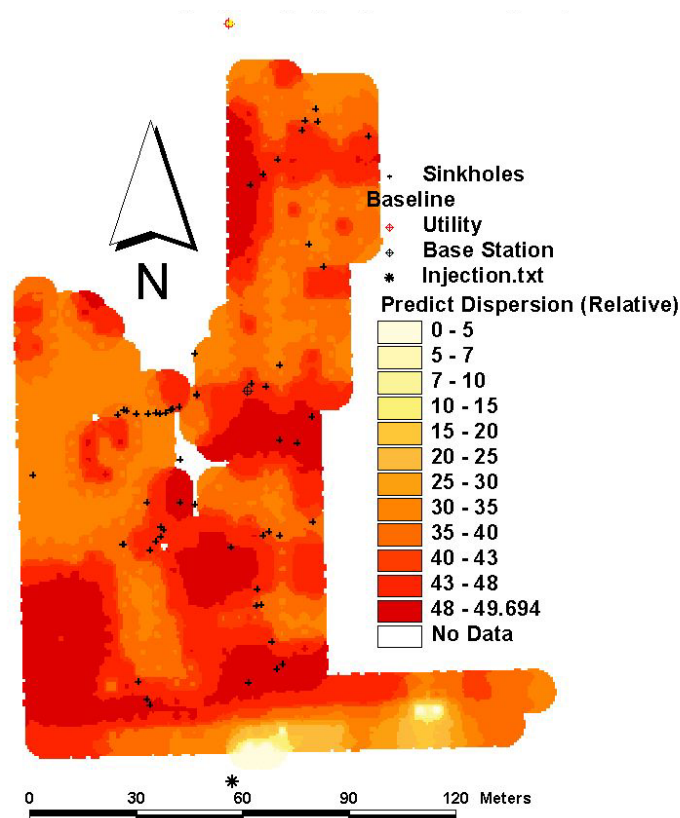 Sinkholes
Baseline
Utility
Base Station
Injection.txt
N
Predict Dispersion (Relative)
0 - 5
5 - 7
7 - 10
10 - 15
15 - 20
20 - 25
25 - 30
30 - 35
35 - 40
40 - 43
43 - 48
48 - 49.694
No Data
0 30 60 90 120 Meters